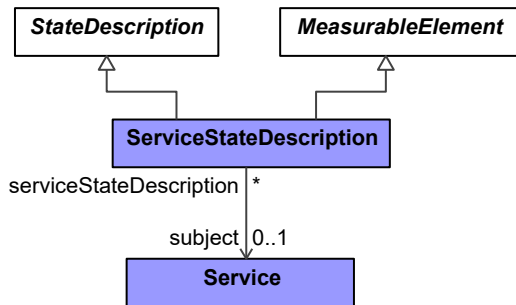 StateDescription
MeasurableElement
ServiceStateDescription
serviceStateDescription *
subject 0..1
Service